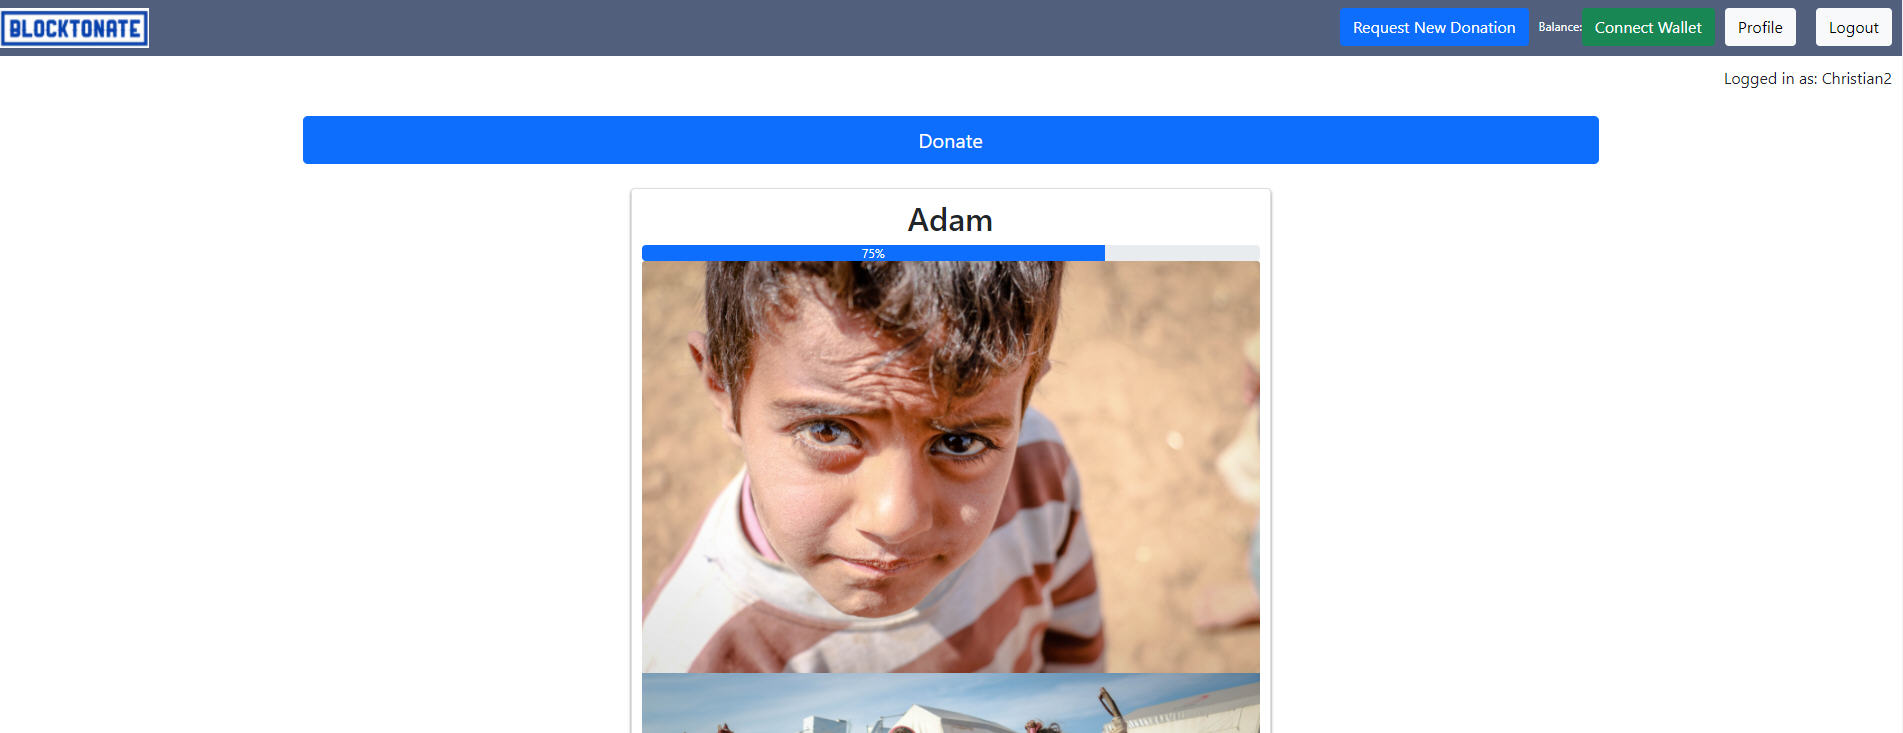 BLOCKTONATE
Request New Donation
Balance:
Connect Wallet
Profile
Logout
Logged in as: Christian2
Donate
Adam
75%